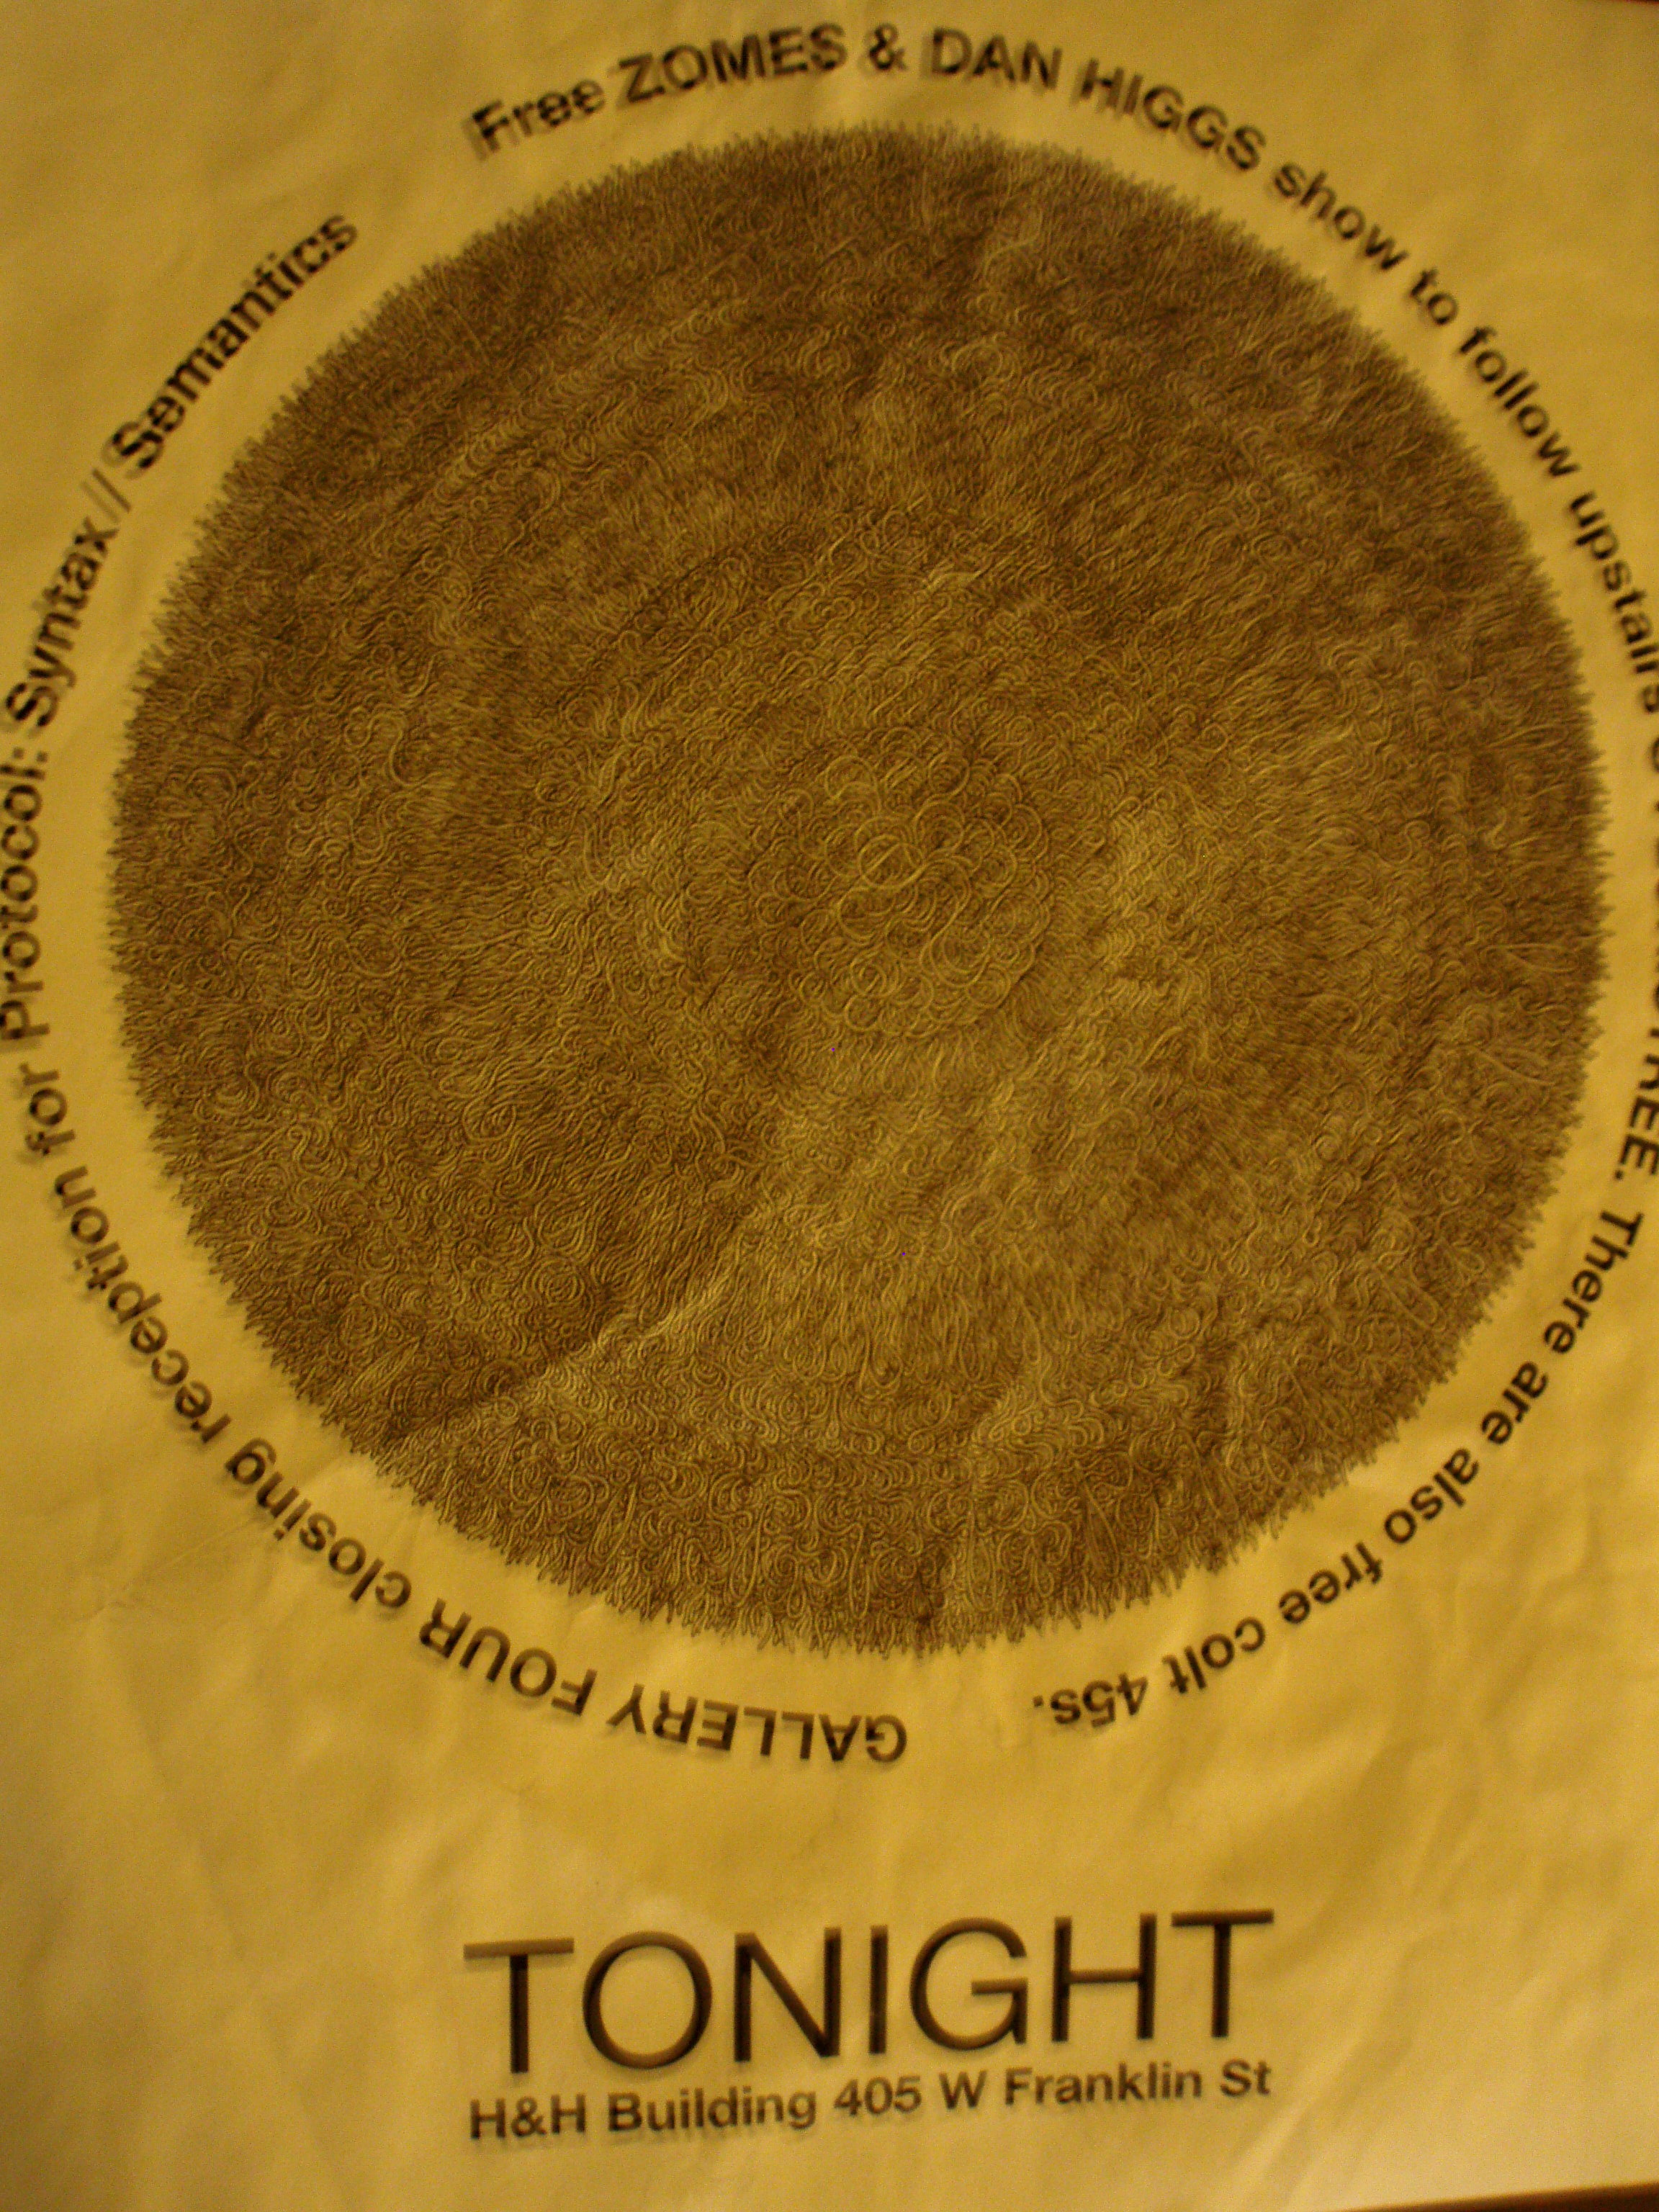 GALLERY FOUR closing reception for Protocol: Syntax // Semantics
Free ZOMES & DAN HIGGS show to follow upstairs FREE. There are also free colt 45s.
TONIGHT
H&H Building 405 W Franklin St